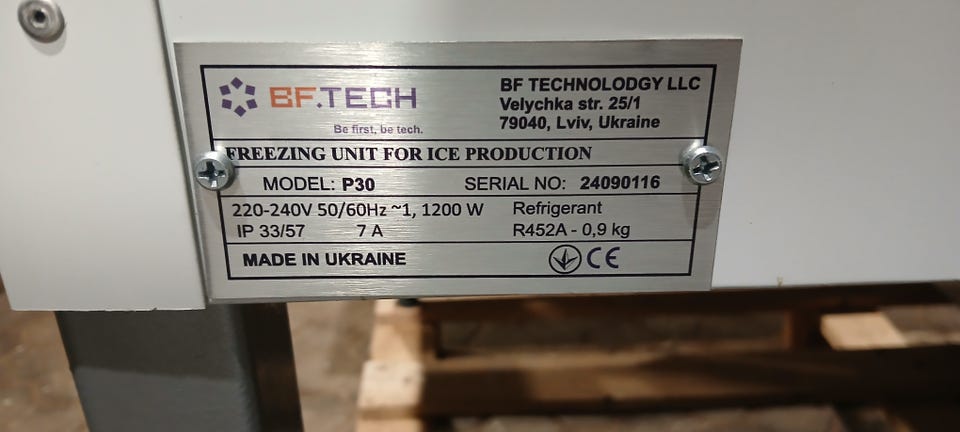 BF.TECH
Be first, be tech.
BF TECHNOLODGY LLC
Velychka str. 25/1
79040, Lviv, Ukraine
FREEZING UNIT FOR ICE PRODUCTION
MODEL: P30 SERIAL NO: 24090116
220-240V 50/60Hz ~1, 1200 W Refrigerant
IP 33/57 7 A R452A - 0,9 kg
MADE IN UKRAINE CE